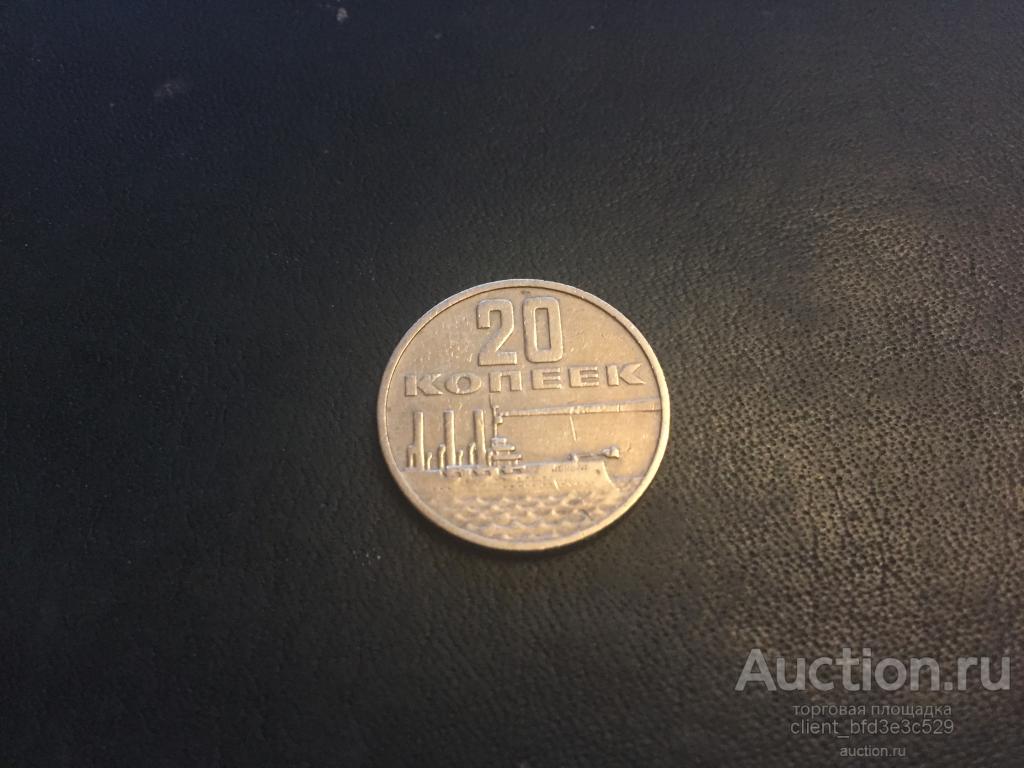 20
КОПЕЕК
Auction.ru
торговая площадка
client_bfd3e3c529
auction.ru